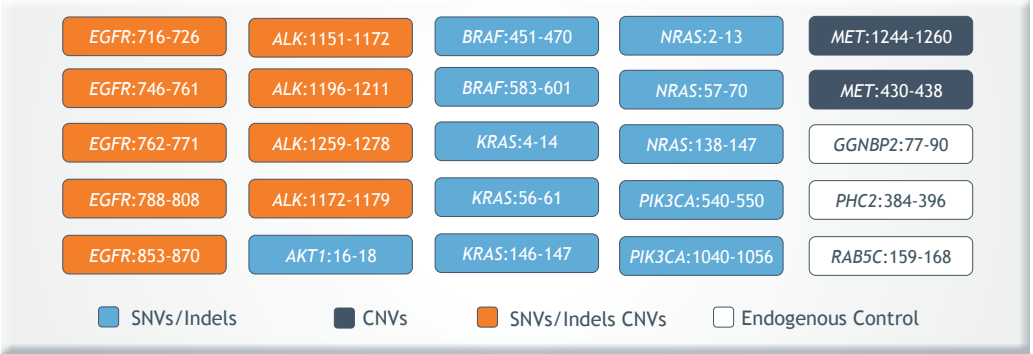 EGFR:716-726 ALK:1151-1172 BRAF:451-470 NRAS:2-13 MET:1244-1260
EGFR:746-761 ALK:1196-1211 BRAF:583-601 NRAS:57-70 MET:430-438
EGFR:762-771 ALK:1259-1278 KRAS:4-14 NRAS:138-147 GGNBP2:77-90
EGFR:788-808 ALK:1172-1179 KRAS:56-61 PIK3CA:540-550 PHC2:384-396
EGFR:853-870 AKT1:16-18 KRAS:146-147 PIK3CA:1040-1056 RAB5C:159-168
SNVs/Indels CNVs SNVs/Indels CNVs Endogenous Control